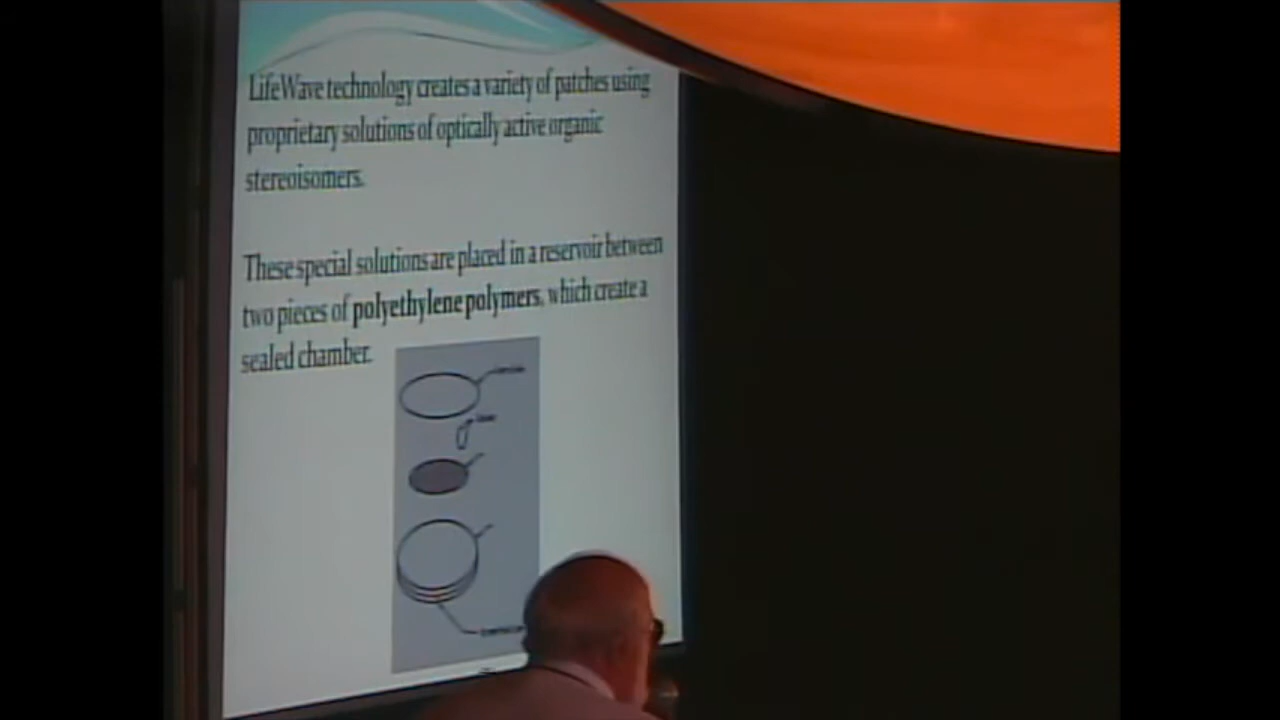 LifeWave technology creates a variety of patches using
proprietary solutions of optically active organic
stereoisomers.
These special solutions are placed in a reservoir between
two pieces of polyethylene polymers, which create a
sealed chamber.